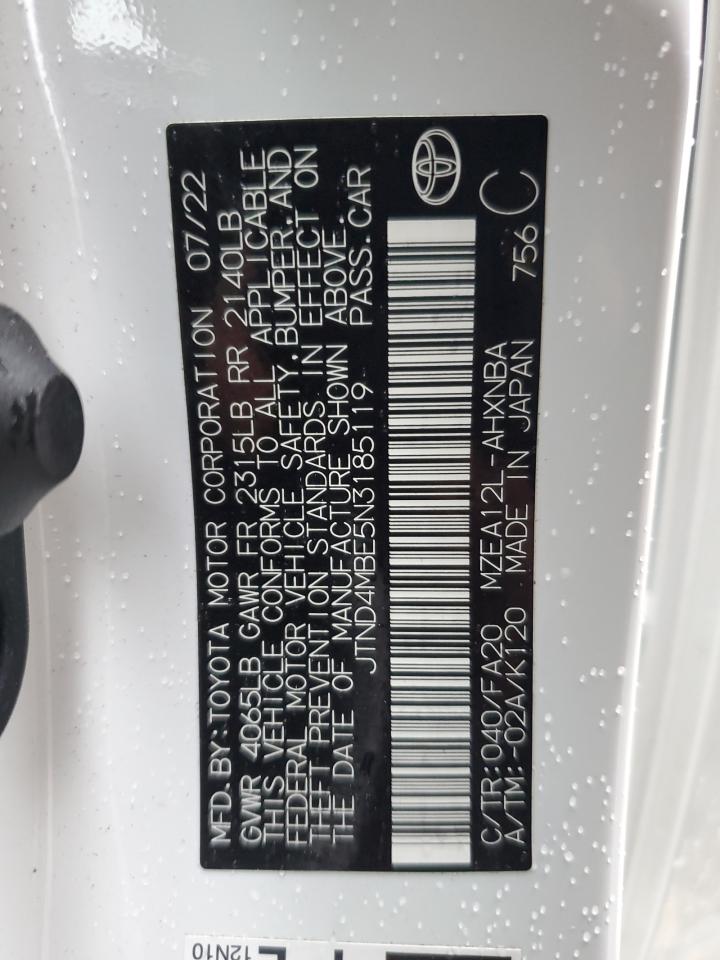 MFD.BY:TOYOTA MOTOR CORPORATION 07/22
GVWR 4065LB GAWR FR 2315LB RR 2140LB
THIS VEHICLE CONFORMS TO ALL APPLICABLE
FEDERAL MOTOR VEHICLE SAFETY.BUMPER.AND
THEFT PREVENTION STANDARDS IN EFFECT ON
THE DATE OF MANUFACTURE SHOWN ABOVE.
JTND4MBE5N3185119 PASS.CAR
C/TR:040/FA20 MZEA12L-AHXNBA
A/TM:-02A/K120 MADE IN JAPAN 756 C
12N10